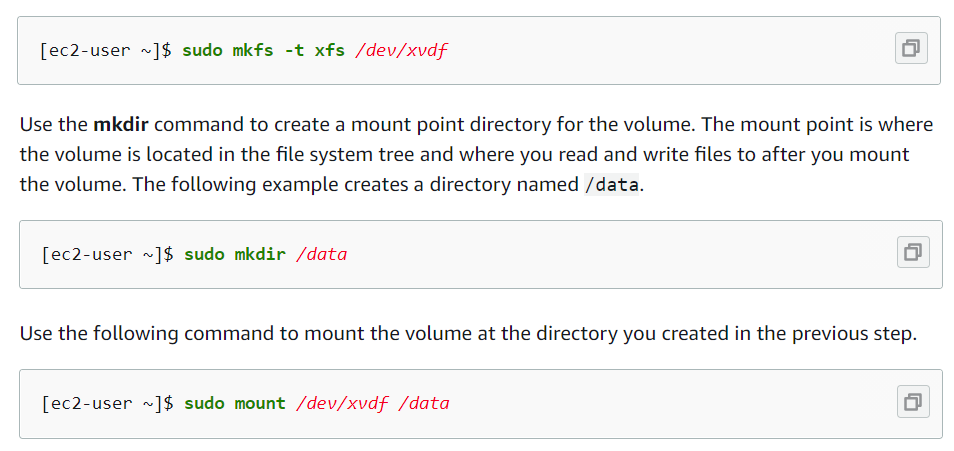 [ec2-user ~]$ sudo mkfs -t xfs /dev/xvdf
Use the mkdir command to create a mount point directory for the volume. The mount point is where
the volume is located in the file system tree and where you read and write files to after you mount
the volume. The following example creates a directory named /data.
[ec2-user ~]$ sudo mkdir /data
Use the following command to mount the volume at the directory you created in the previous step.
[ec2-user ~]$ sudo mount /dev/xvdf /data